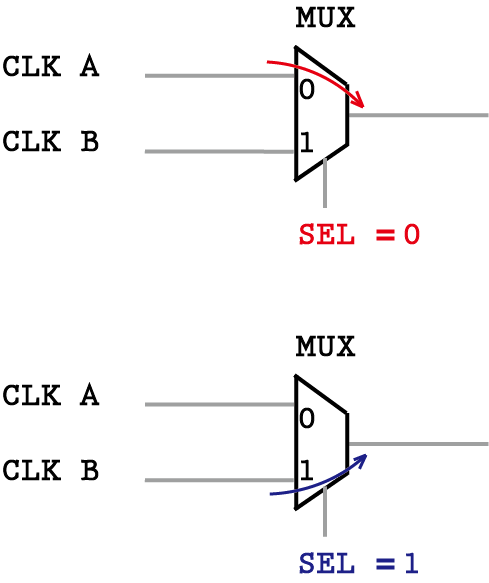 MUX
CLK A
0
CLK B
1
SEL = 0
MUX
CLK A
0
CLK B
1
SEL = 1